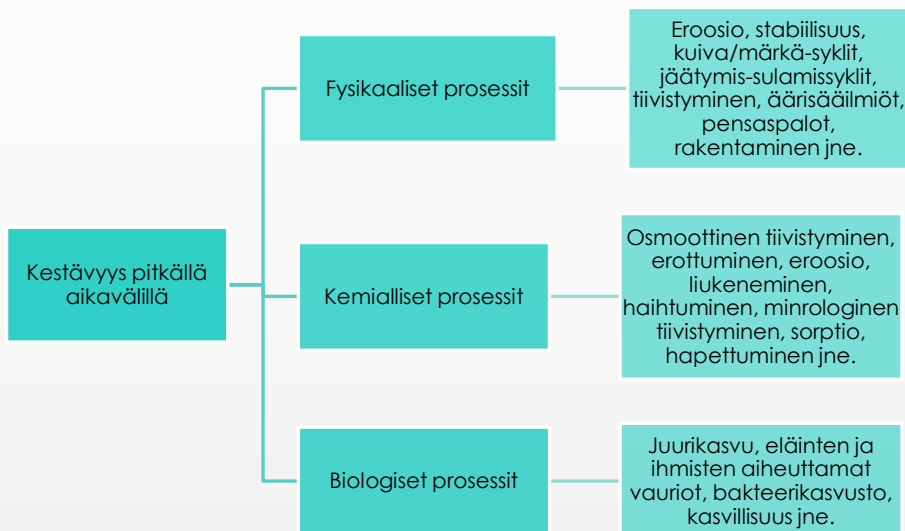 Kestävyys pitkällä
aikavälillä
Fysikaaliset prosessit
Eroosio, stabiilisuus,
kuiva/märkä-syklit,
jäätymis-sulamissyklit,
tiivistyminen, äärisääilmiöt,
pensaspalot,
rakentaminen jne.
Kemialliset prosessit
Osmoottinen tiivistyminen,
erottuminen, eroosio,
liukeneminen,
haihtuminen, minrologinen
tiivistyminen, sorptio,
hapettuminen jne.
Biologiset prosessit
Juurikasvu, eläinten ja
ihmisten aiheuttamat
vauriot, bakteerikasvusto,
kasvillisuus jne.